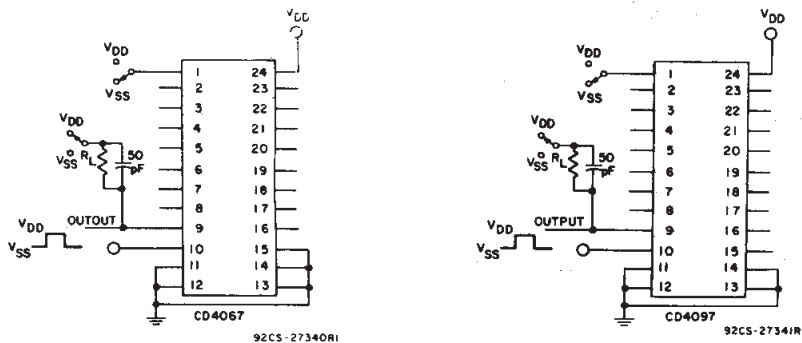 VDD
VDD
VSS
VDD
VSS
RL
50
pF
OUTOUT
VDD
VSS
1 24
2 23
3 22
4 21
5 20
6 19
7 18
8 17
9 16
10 15
11 14
12 13
CD4067
92CS-27340RI
VDD
VDD
VSS
VDD
VSS
RL
50
pF
OUTPUT
VDD
VSS
1 24
2 23
3 22
4 21
5 20
6 19
7 18
8 17
9 16
10 15
11 14
12 13
CD4097
92CS-27341R